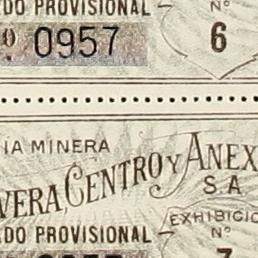 DO PROVISIONAL - Nº
º. 0957 6
IA MINERA
VERA, CENTRO Y ANEX
S.A
EXHIBICIO
DO PROVISIONAL - Nº